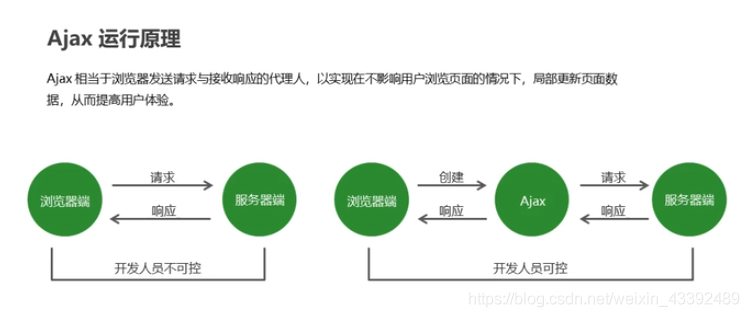 Ajax 运行原理
Ajax 相当于浏览器发送请求与接收响应的代理人，以实现在不影响用户浏览页面的情况下，局部更新页面数
据，从而提高用户体验。
浏览器端
请求
响应
服务器端
开发人员不可控
浏览器端
创建
响应
Ajax
请求
响应
服务器端
开发人员可控
https://blog.csdn.net/weixin_43392489